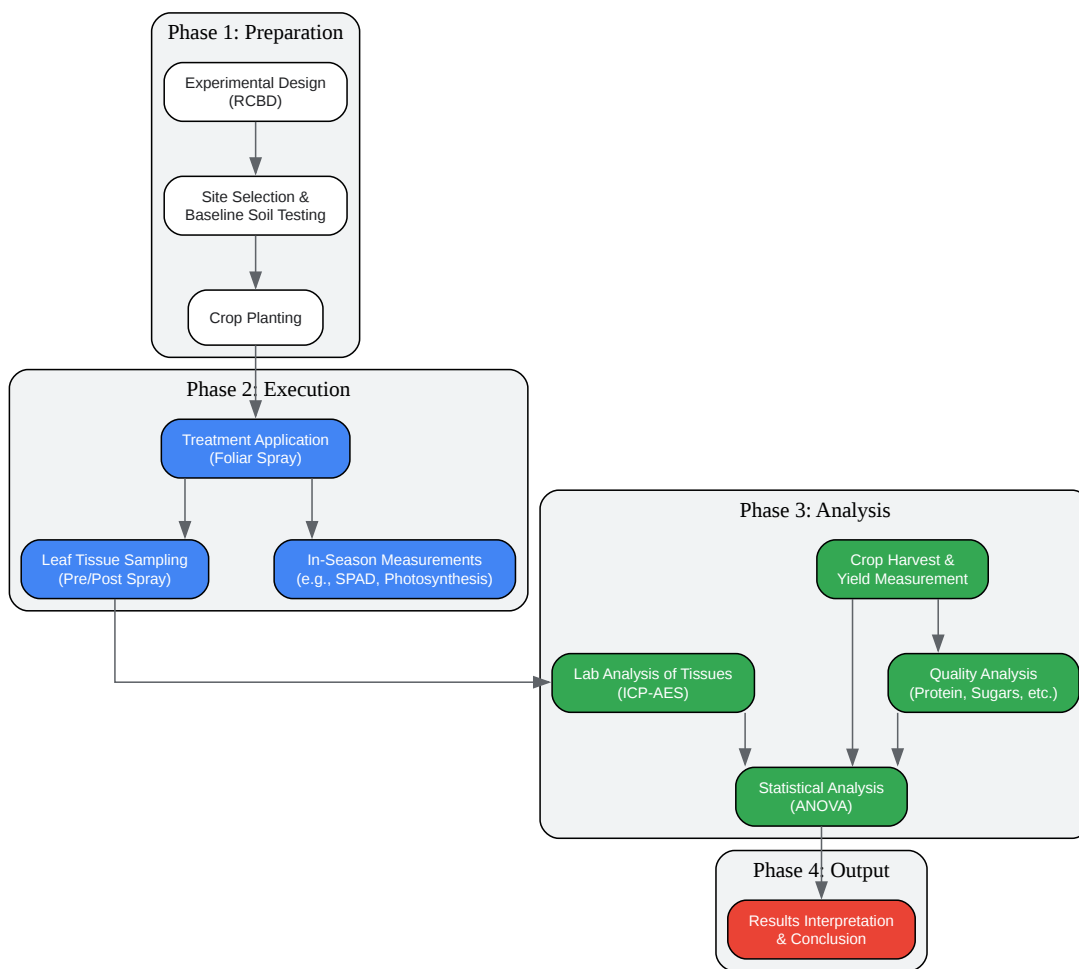 Phase 1: Preparation
Experimental Design
(RCBD)
Site Selection &
Baseline Soil Testing
Crop Planting
Phase 2: Execution
Treatment Application
(Foliar Spray)
Leaf Tissue Sampling
(Pre/Post Spray)
In-Season Measurements
(e.g., SPAD, Photosynthesis)
Phase 3: Analysis
Crop Harvest &
Yield Measurement
Lab Analysis of Tissues
(ICP-AES)
Quality Analysis
(Protein, Sugars, etc.)
Statistical Analysis
(ANOVA)
Phase 4: Output
Results Interpretation
& Conclusion